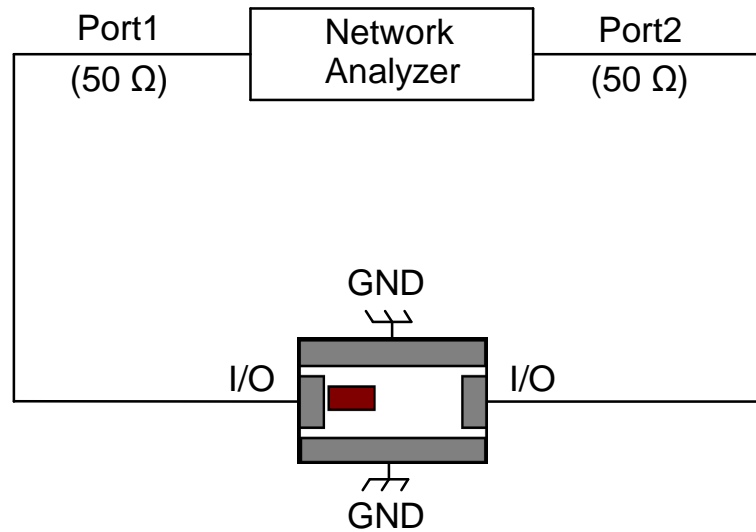 Port1
(50 Ω)
Network
Analyzer
Port2
(50 Ω)
GND
I/O
I/O
GND